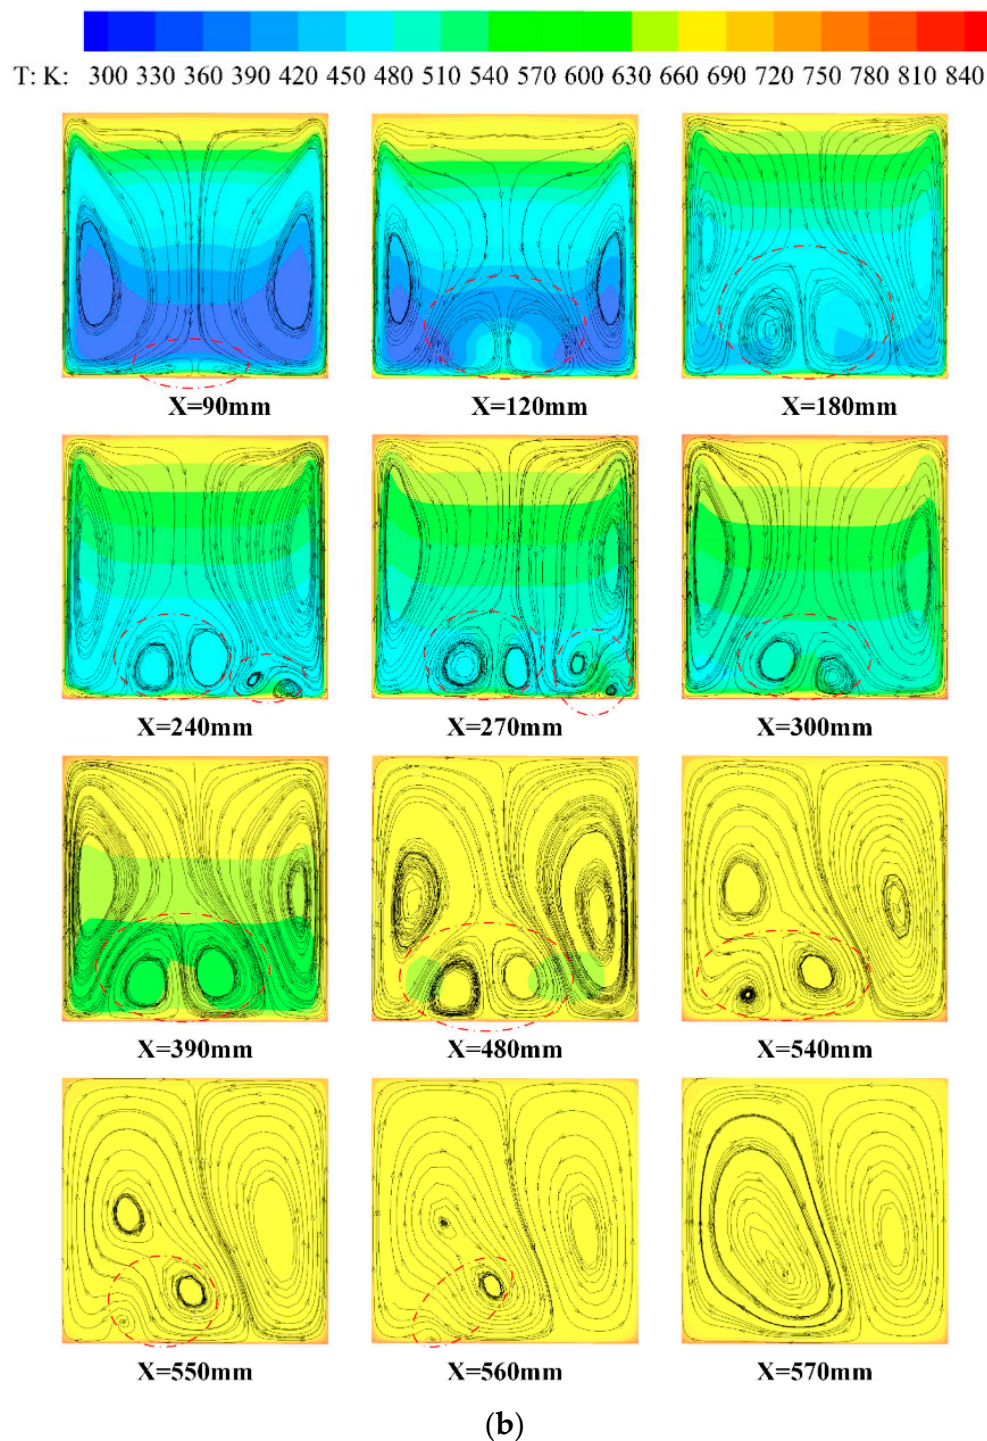 T: K: 300 330 360 390 420 450 480 510 540 570 600 630 660 690 720 750 780 810 840
X=90mm X=120mm X=180mm
X=240mm X=270mm X=300mm
X=390mm X=480mm X=540mm
X=550mm X=560mm X=570mm
(b)